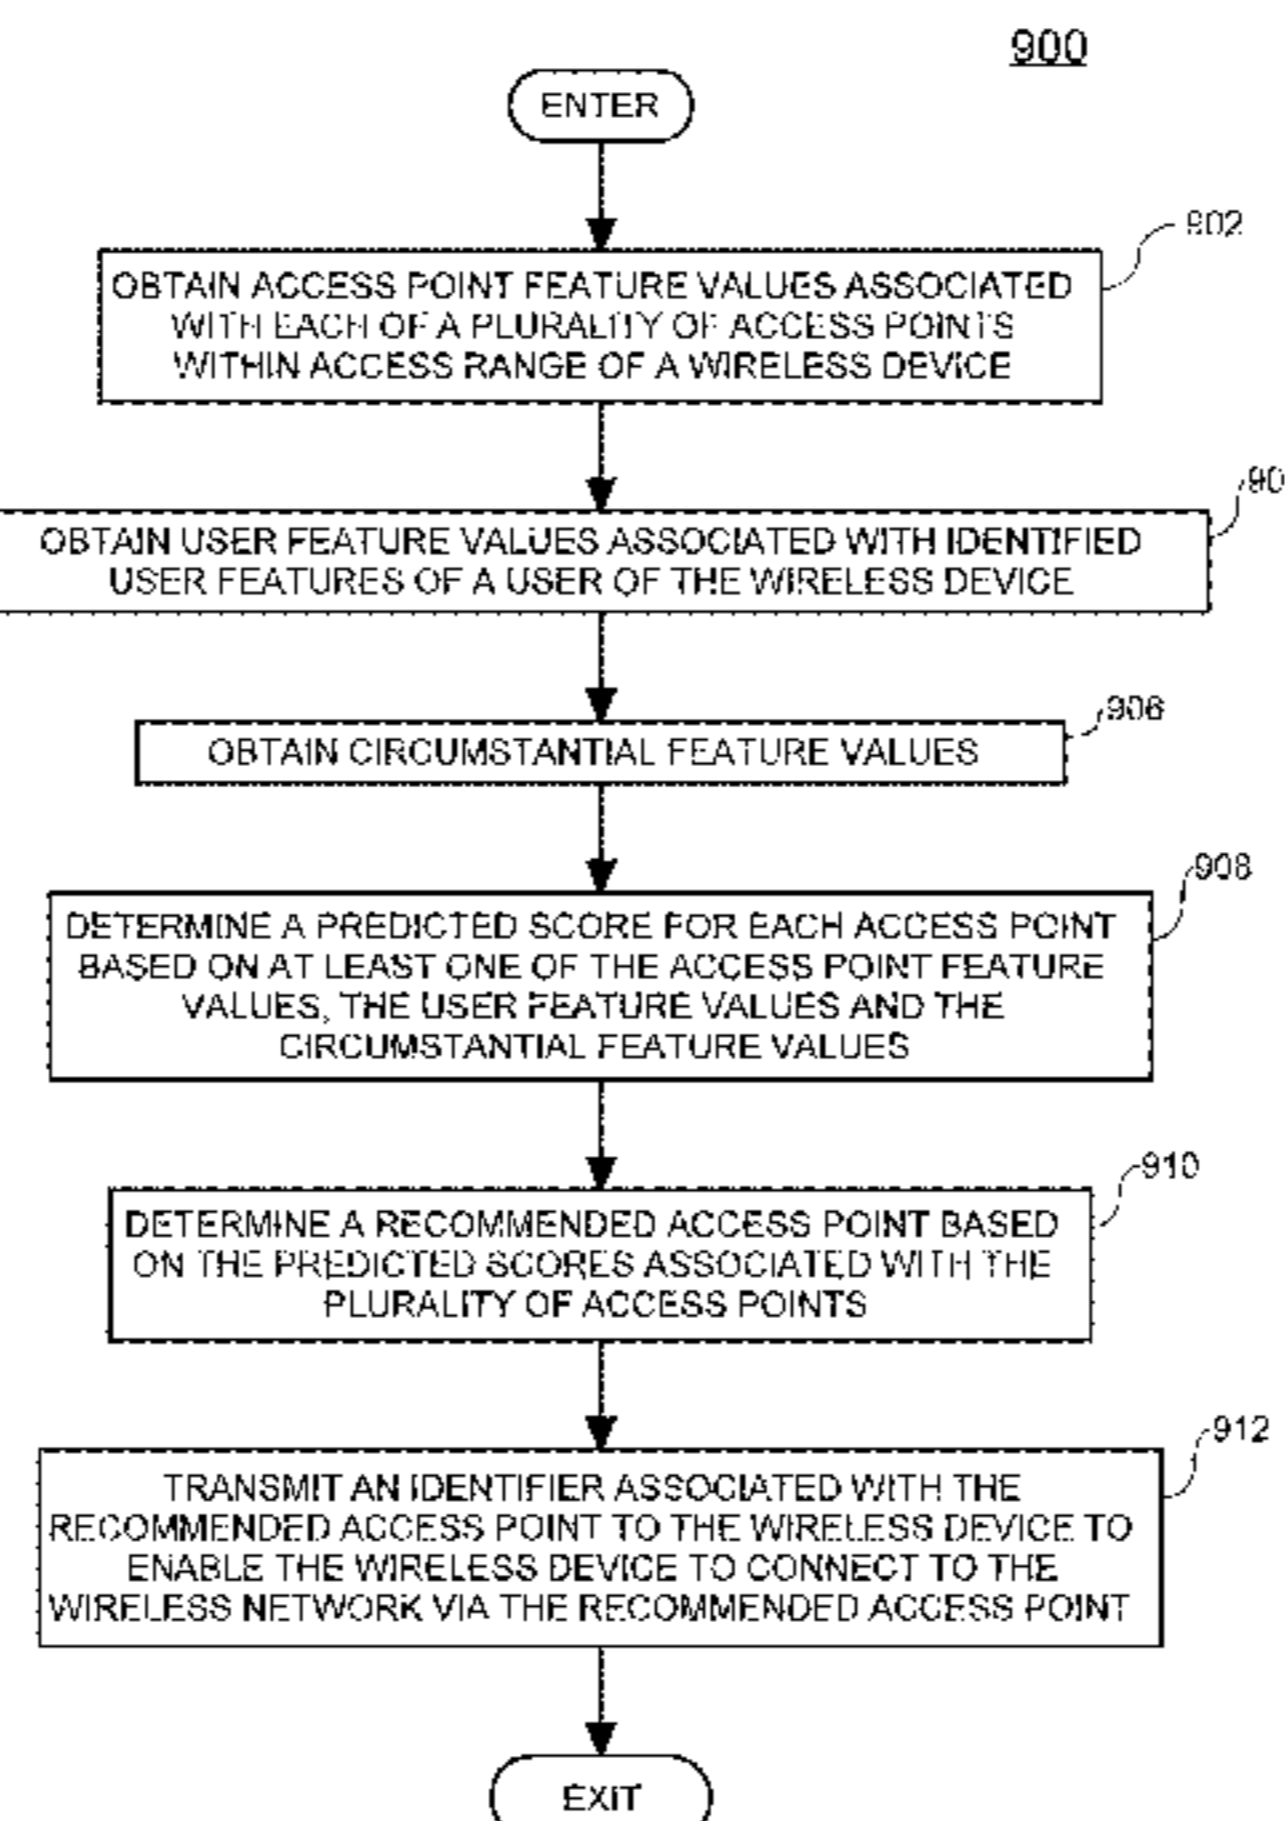 900
ENTER
902
OBTAIN ACCESS POINT FEATURE VALUES ASSOCIATED
WITH EACH OF A PLURALITY OF ACCESS POINTS
WITHIN ACCESS RANGE OF A WIRELESS DEVICE
90
OBTAIN USER FEATURE VALUES ASSOCIATED WITH IDENTIFIED
USER FEATURES OF A USER OF THE WIRELESS DEVICE
906
OBTAIN CIRCUMSTANTIAL FEATURE VALUES
908
DETERMINE A PREDICTED SCORE FOR EACH ACCESS POINT
BASED ON AT LEAST ONE OF THE ACCESS POINT FEATURE
VALUES, THE USER FEATURE VALUES AND THE
CIRCUMSTANTIAL FEATURE VALUES
910
DETERMINE A RECOMMENDED ACCESS POINT BASED
ON THE PREDICTED SCORES ASSOCIATED WITH THE
PLURALITY OF ACCESS POINTS
912
TRANSMIT AN IDENTIFIER ASSOCIATED WITH THE
RECOMMENDED ACCESS POINT TO THE WIRELESS DEVICE TO
ENABLE THE WIRELESS DEVICE TO CONNECT TO THE
WIRELESS NETWORK VIA THE RECOMMENDED ACCESS POINT
EXIT